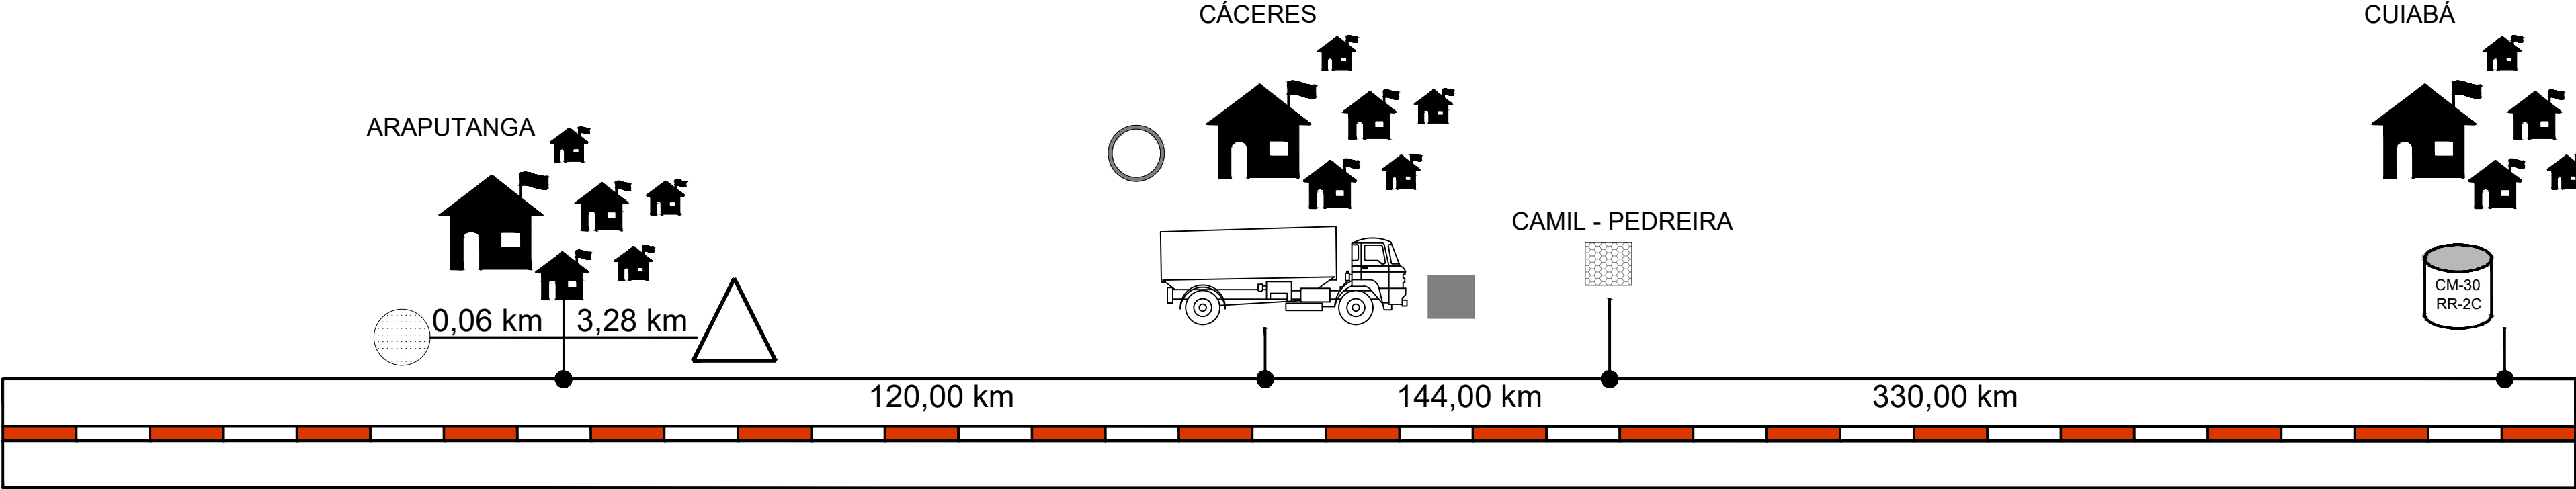 CÁCERES
CUIABÁ
ARAPUTANGA
CAMIL - PEDREIRA
CM-30
RR-2C
0,06 km
3,28 km
120,00 km
144,00 km
330,00 km